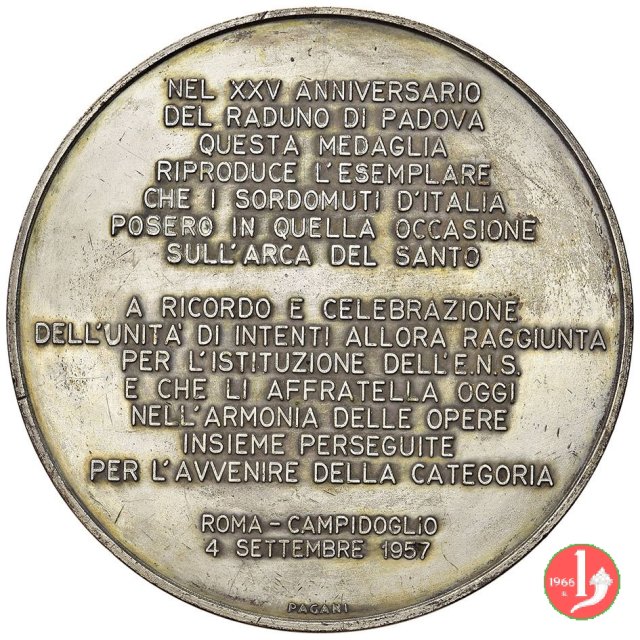 NEL XXV ANNIVERSARIO
DEL RADUNO DI PADOVA
QUESTA MEDAGLIA
RIPRODUCE L'ESEMPLARE
CHE I SORDOMUTI D'ITALIA
POSERO IN QUELLA OCCASIONE
SULL'ARCA DEL SANTO
A RICORDO E CELEBRAZIONE
DELL'UNITA' DI INTENTI ALLORA RAGGIUNTA
PER L'ISTITUZIONE DELL'E.N.S.
E CHE LI AFFRATELLA OGGI
NELL'ARMONIA DELLE OPERE
INSIEME PERSEGUITE
PER L'AVVENIRE DELLA CATEGORIA
ROMA - CAMPIDOGLIO
4 SETTEMBRE 1957
PAGANI
1966